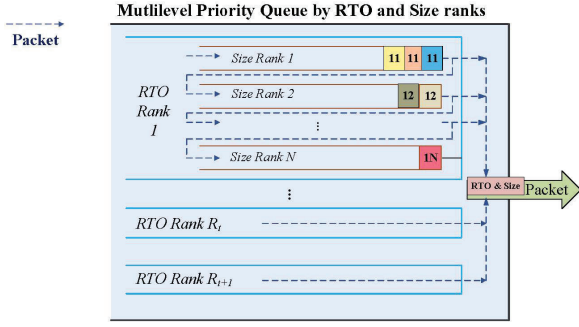 Mutlilevel Priority Queue by RTO and Size ranks
Packet
Size Rank 1
11 11 11
RTO
Rank
1
Size Rank 2
12 12
⋮
Size Rank N
1N
RTO & Size
Packet
⋮
RTO Rank Rt
RTO Rank Rt+1